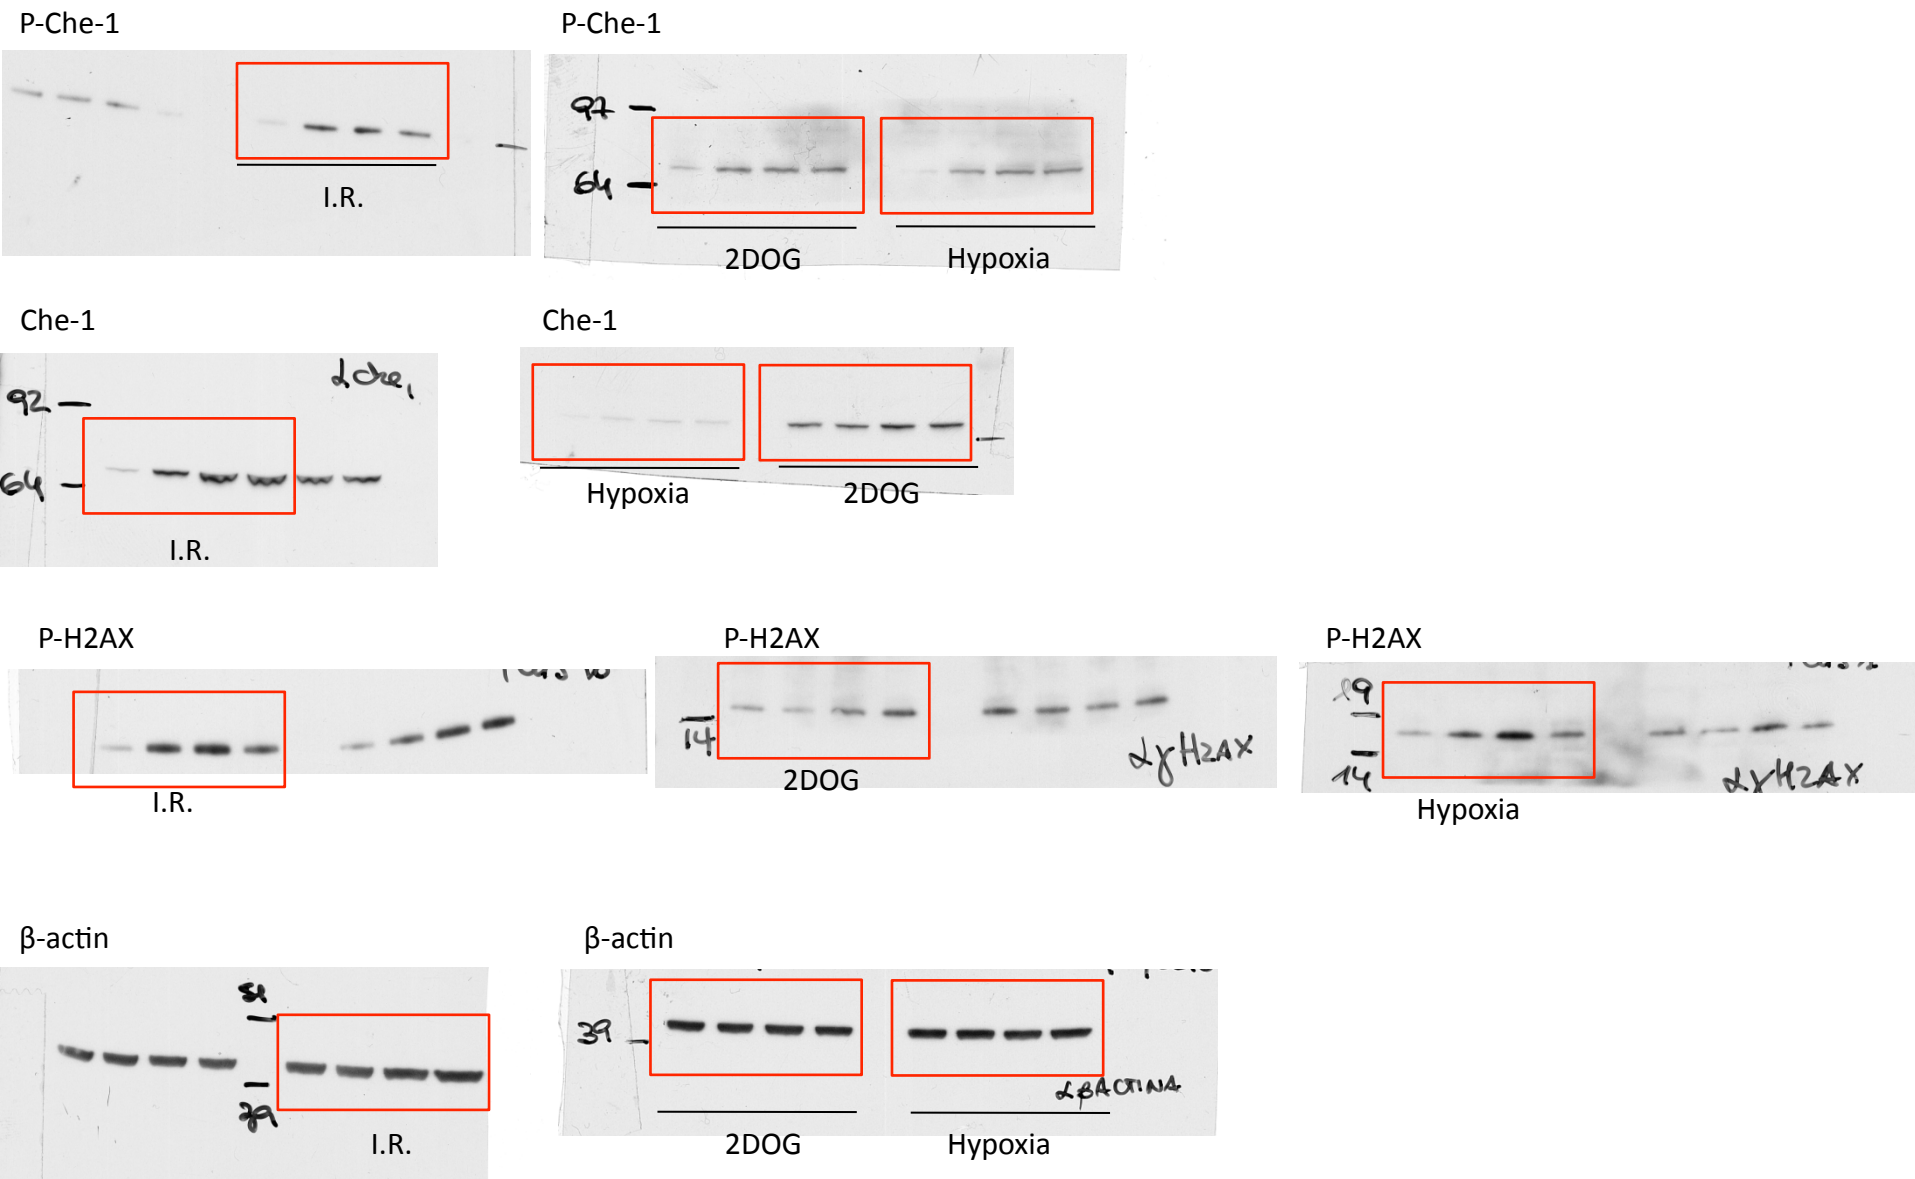 P-Che-1
P-Che-1
I.R.
97
64
2DOG
Hypoxia
Che-1
Che-1
αChe1
92
64
I.R.
Hypoxia
2DOG
P-H2AX
P-H2AX
P-H2AX
I.R.
14
αγH2AX
2DOG
19
14
αγH2AX
Hypoxia
β-actin
β-actin
51
39
I.R.
39
αβACTINA
2DOG
Hypoxia